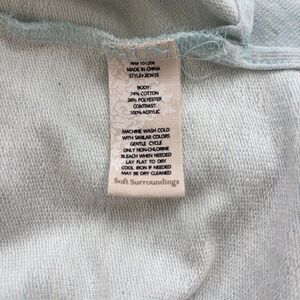 RN# 101206
MADE IN CHINA
STYLE# 2CW35
BODY:
74% COTTON
26% POLYESTER
CONTRAST:
100% ACRYLIC
MACHINE WASH COLD
WITH SIMILAR COLORS
GENTLE CYCLE
ONLY NON-CHLORINE
BLEACH WHEN NEEDED
LAY FLAT TO DRY
COOL IRON IF NEEDED
MAY BE DRY CLEANED
Soft Surroundings